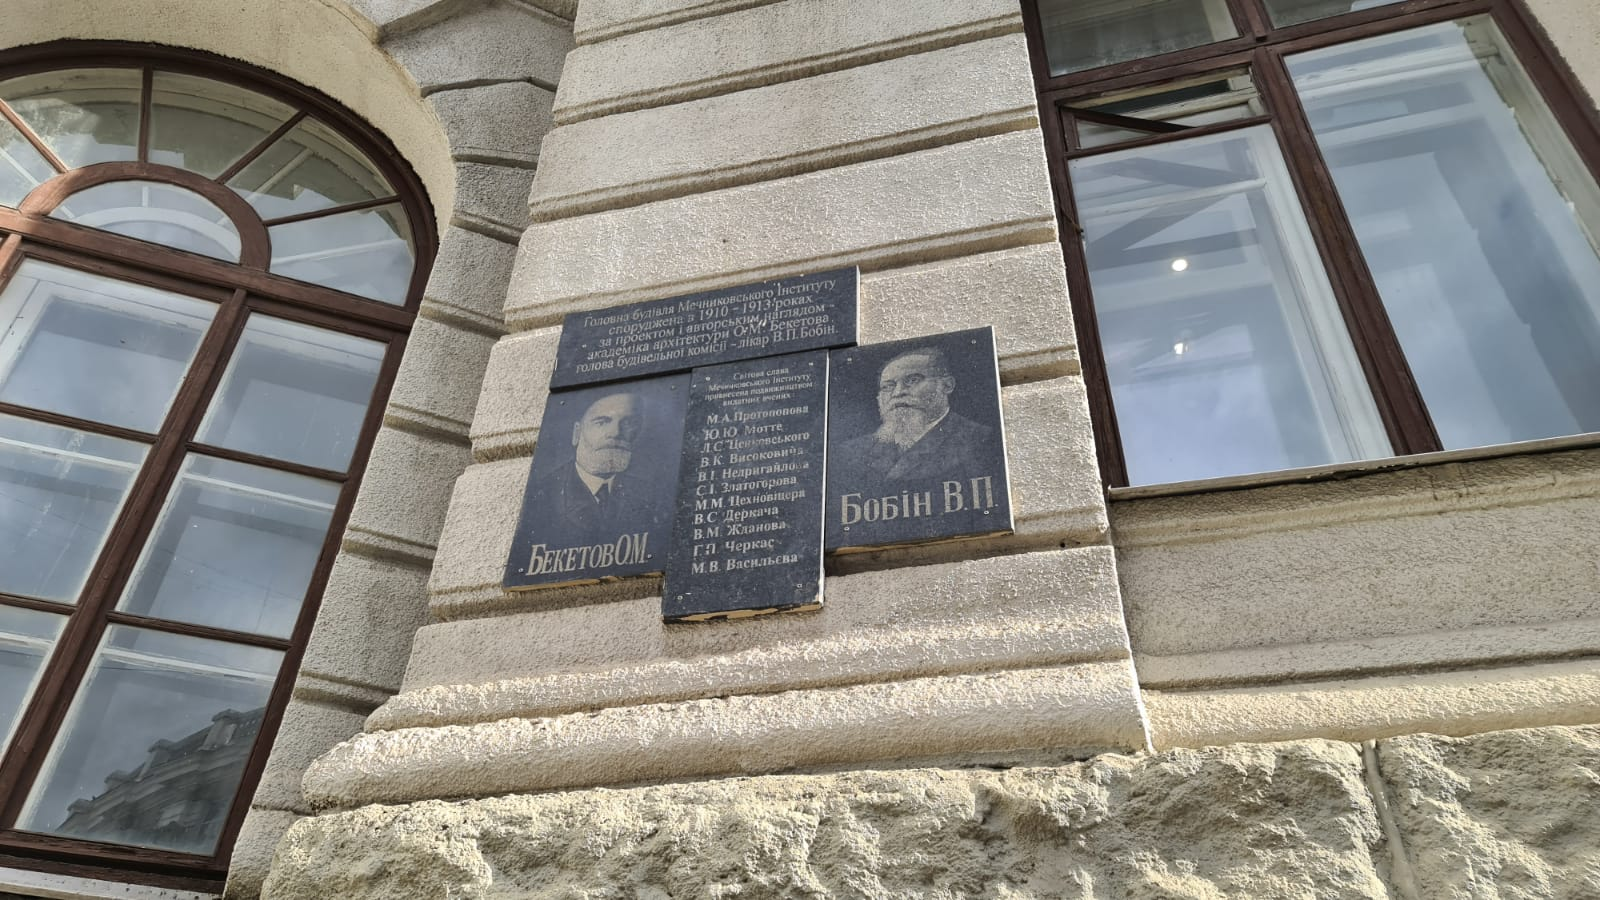 Головна будівля Мечниковського Інституту
споруджена в 1910 - 1913 роках
за проектом і авторським наглядом
академіка архітектури О.М. Бекетова,
голова будівельної комісії - лікар В.П.Бобін.
Світова слава
Мечниковського Інституту
принесена подвижництвом
видатних вчених :
М.А.Протопопова
Ю.Ю. Мотте
Л.С.Ценковського
В.К. Високовича
В.І. Недригайлова
С.І. Златогорова
М.М.Цехновіцера
В.С Деркача
В.М. Жданова
Г.П. Черкас
М.В. Васильєва
БЕКЕТОВ О.М.
БОБІН В.П.